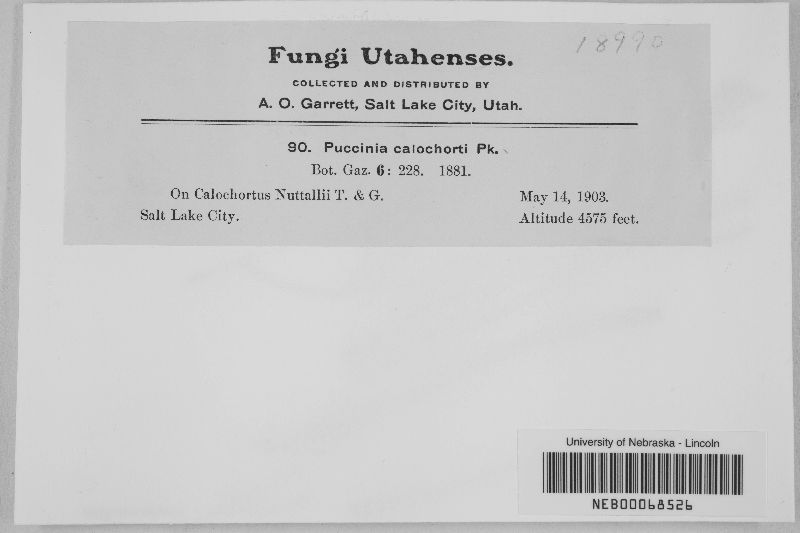 18990
Fungi Utahenses.
COLLECTED AND DISTRIBUTED BY
A. O. Garrett, Salt Lake City, Utah.
90. Puccinia calochorti Pk.
Bot. Gaz. 6: 228. 1881.
On Calochortus Nuttallii T. & G. May 14, 1903.
Salt Lake City. Altitude 4575 feet.
University of Nebraska - Lincoln
NEB00068526